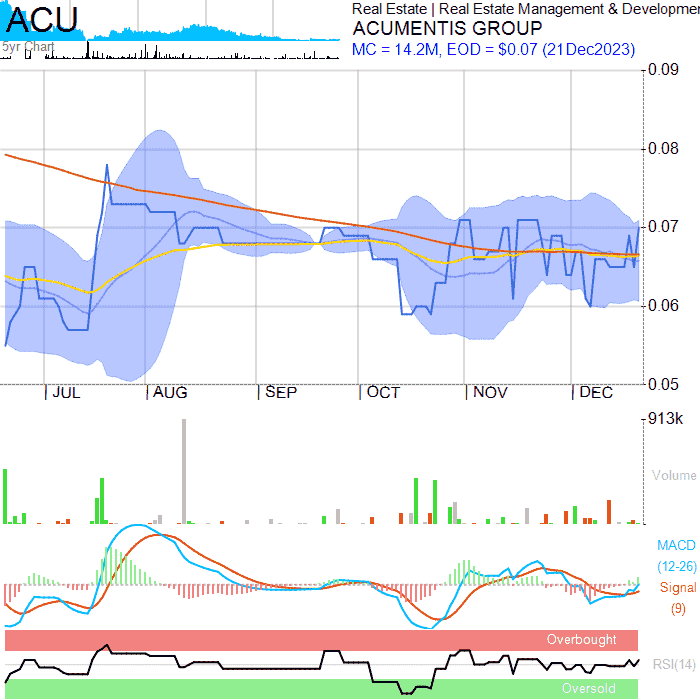 ACU
5yr Chart
Real Estate | Real Estate Management & Developmer
ACUMENTIS GROUP
MC = 14.2M, EOD = $0.07 (21Dec2023)
0.09
0.08
0.07
0.06
0.05
JUL AUG SEP OCT NOV DEC
913k
Volume
MACD
(12-26)
Signal
(9)
Overbought
RSI(14)
Oversold